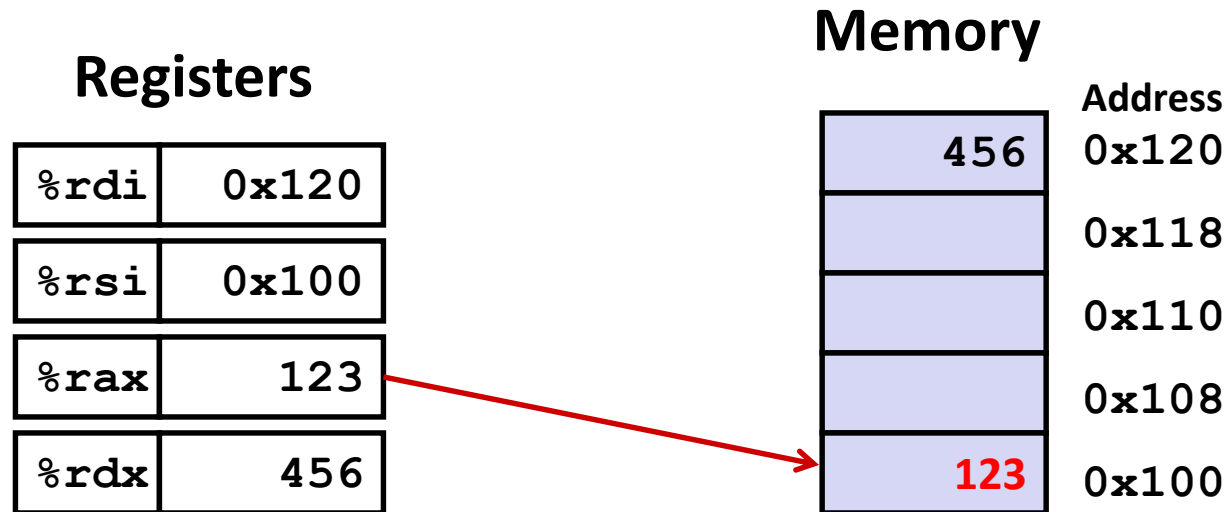 Registers
%rdi 0x120
%rsi 0x100
%rax 123
%rdx 456
Memory
Address
456 0x120
0x118
0x110
0x108
123 0x100